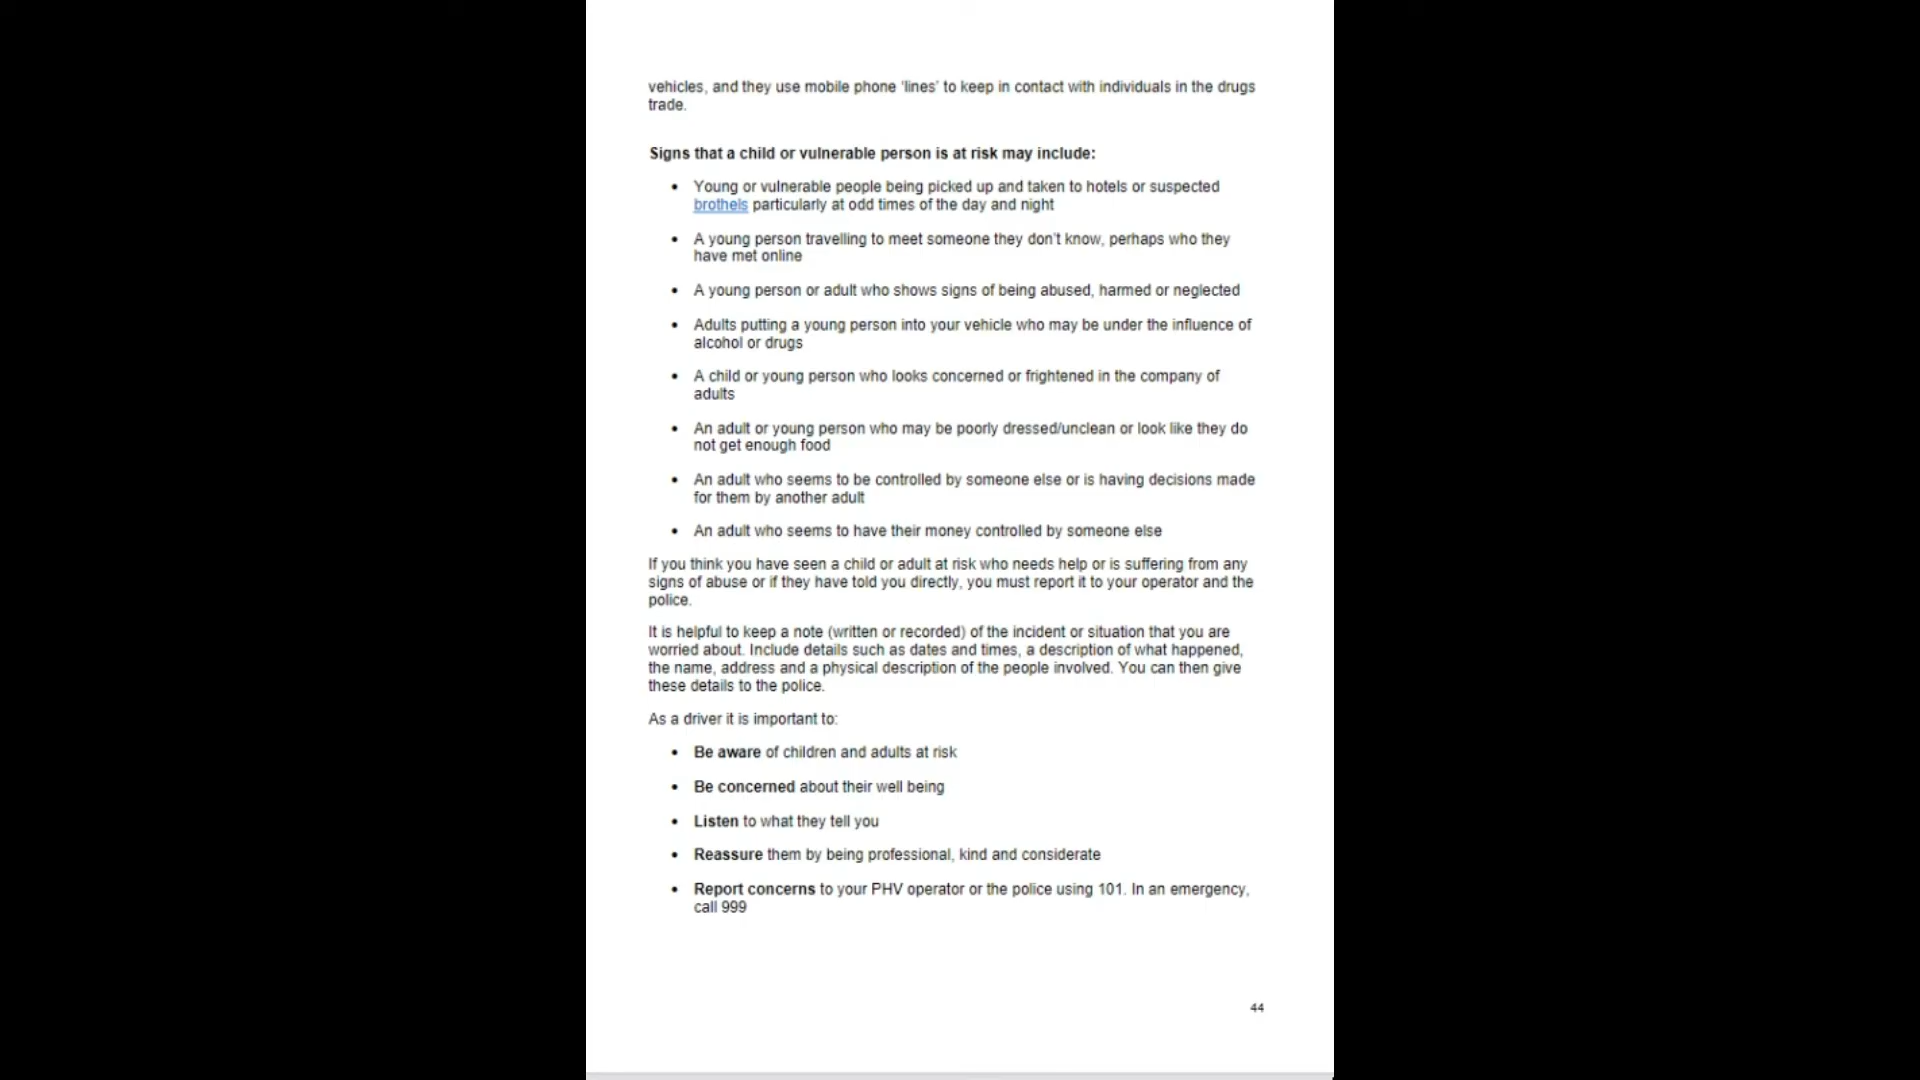 vehicles, and they use mobile phone ‘lines’ to keep in contact with individuals in the drugs
trade.
Signs that a child or vulnerable person is at risk may include:
• Young or vulnerable people being picked up and taken to hotels or suspected
brothels particularly at odd times of the day and night
• A young person travelling to meet someone they don’t know, perhaps who they
have met online
• A young person or adult who shows signs of being abused, harmed or neglected
• Adults putting a young person into your vehicle who may be under the influence of
alcohol or drugs
• A child or young person who looks concerned or frightened in the company of
adults
• An adult or young person who may be poorly dressed/unclean or look like they do
not get enough food
• An adult who seems to be controlled by someone else or is having decisions made
for them by another adult
• An adult who seems to have their money controlled by someone else
If you think you have seen a child or adult at risk who needs help or is suffering from any
signs of abuse or if they have told you directly, you must report it to your operator and the
police.
It is helpful to keep a note (written or recorded) of the incident or situation that you are
worried about. Include details such as dates and times, a description of what happened,
the name, address and a physical description of the people involved. You can then give
these details to the police.
As a driver it is important to:
• Be aware of children and adults at risk
• Be concerned about their well being
• Listen to what they tell you
• Reassure them by being professional, kind and considerate
• Report concerns to your PHV operator or the police using 101. In an emergency,
call 999
44